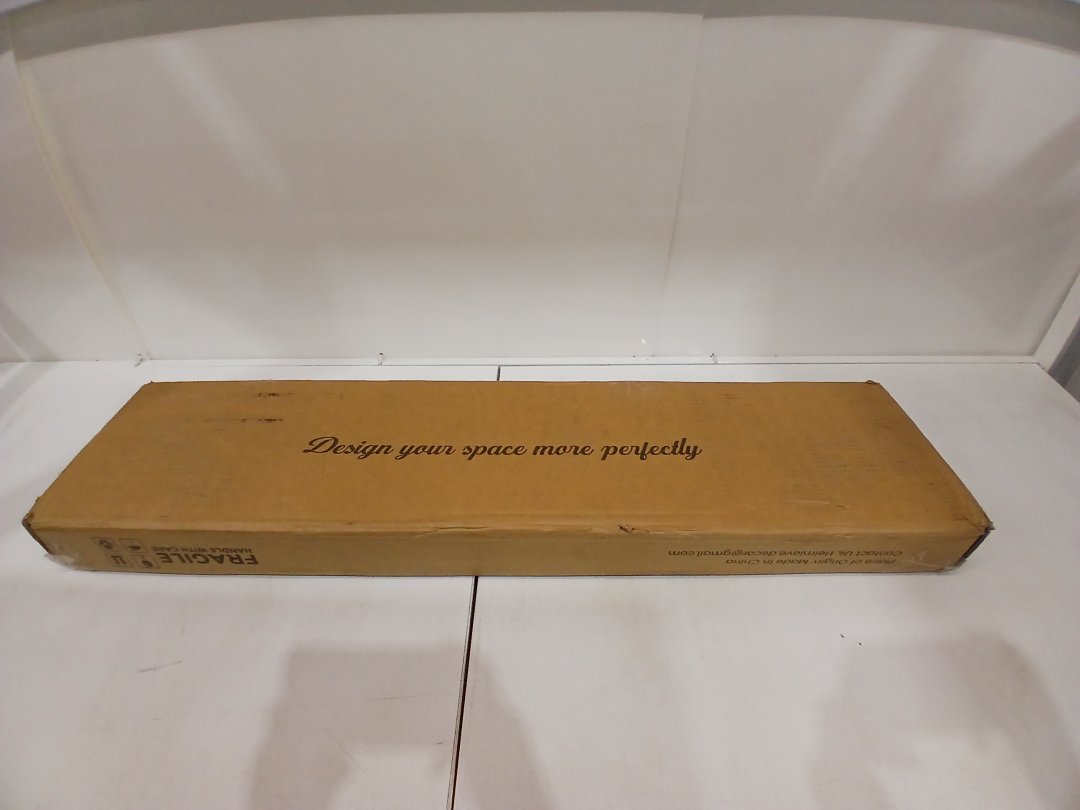 Design your space more perfectly
FRAGILE
HANDLE WITH CARE
Place of Origin: Made In China
Contact Us: Heimlove.decor@gmail.com